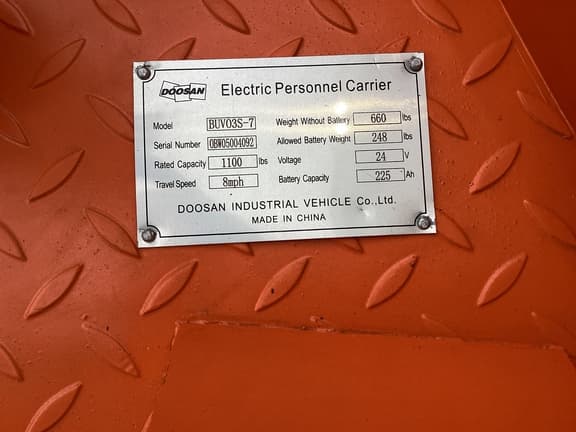 DOOSAN Electric Personnel Carrier
Model BUV03S-7 Weight Without Battery 660 lbs
Serial Number 0BW05004092 Allowed Battery Weight 248 lbs
Rated Capacity 1100 lbs Voltage 24 V
Travel Speed 8mph Battery Capacity 225 Ah
DOOSAN INDUSTRIAL VEHICLE Co.,Ltd.
MADE IN CHINA